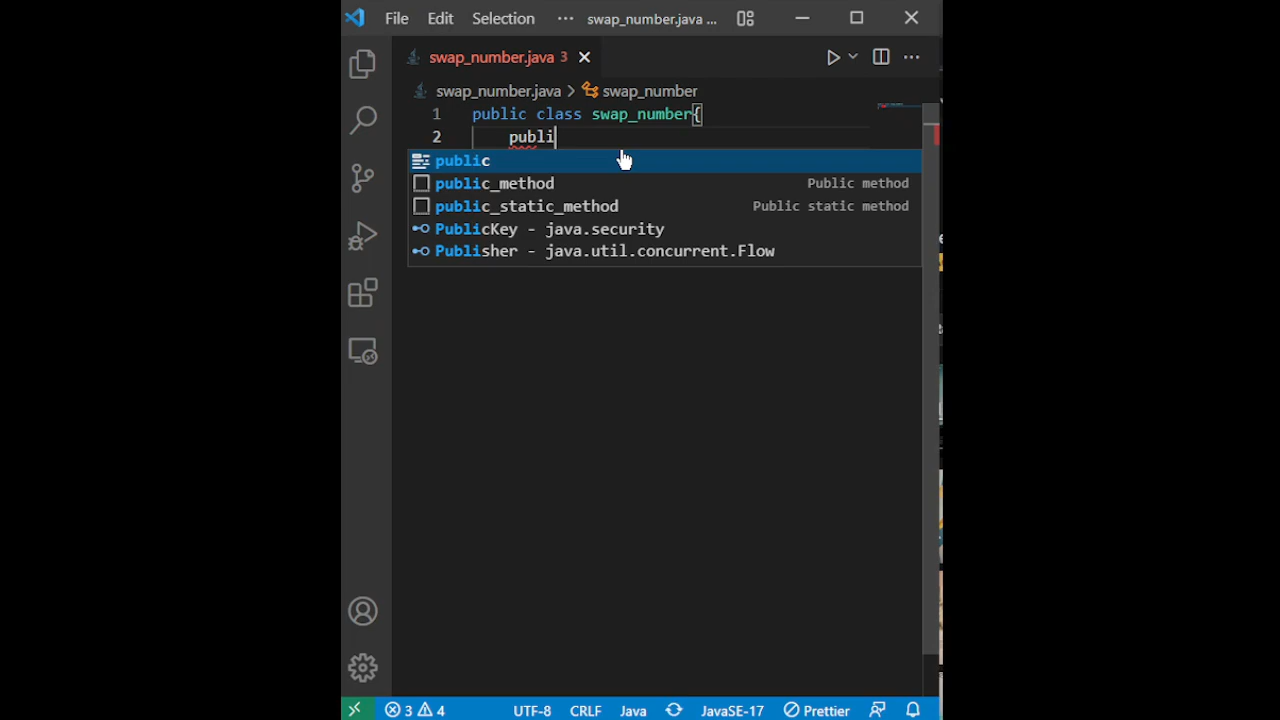 File Edit Selection ··· swap_number.java ...
swap_number.java 3
swap_number.java > swap_number
1 public class swap_number{
2 publi
public
public_method Public method
public_static_method Public static method
PublicKey - java.security
Publisher - java.util.concurrent.Flow
3 4 UTF-8 CRLF Java JavaSE-17 Prettier